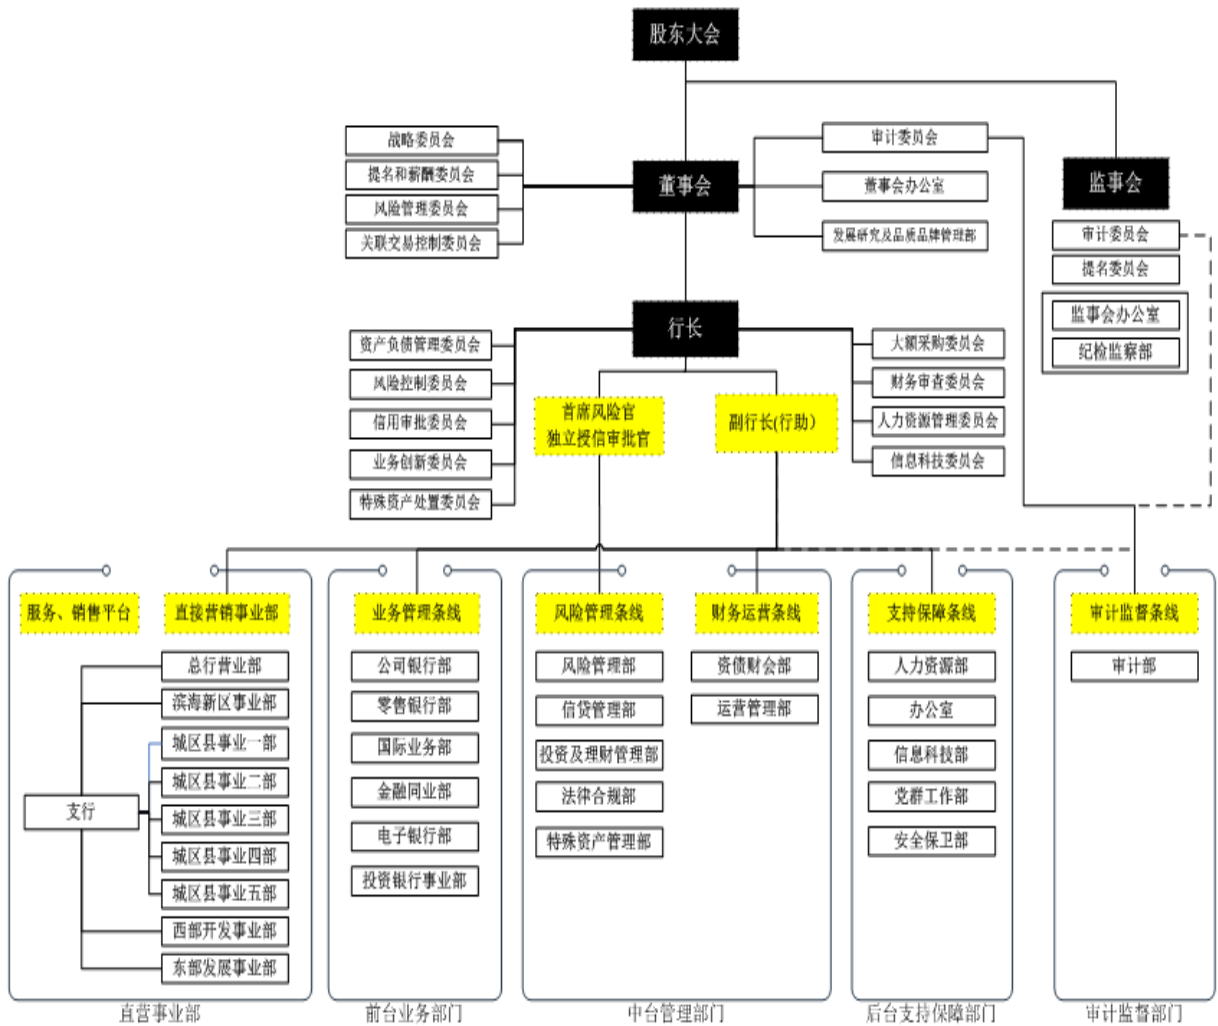 股东大会
战略委员会
提名和薪酬委员会
风险管理委员会
关联交易控制委员会
董事会
审计委员会
董事会办公室
发展研究及品质品牌管理部
监事会
审计委员会
提名委员会
监事会办公室
纪检监察部
行长
资产负债管理委员会
风险控制委员会
信用审批委员会
业务创新委员会
特殊资产处置委员会
首席风险官
独立授信审批官
副行长(行助）
大额采购委员会
财务审查委员会
人力资源管理委员会
信息科技委员会
服务、销售平台
直接营销事业部
支行
总行营业部
滨海新区事业部
城区县事业一部
城区县事业二部
城区县事业三部
城区县事业四部
城区县事业五部
西部开发事业部
东部发展事业部
直营事业部
业务管理条线
公司银行部
零售银行部
国际业务部
金融同业部
电子银行部
投资银行事业部
前台业务部门
风险管理条线
风险管理部
信贷管理部
投资及理财管理部
法律合规部
特殊资产管理部
财务运营条线
资债财会部
运营管理部
中台管理部门
支持保障条线
人力资源部
办公室
信息科技部
党群工作部
安全保卫部
后台支持保障部门
审计监督条线
审计部
审计监督部门